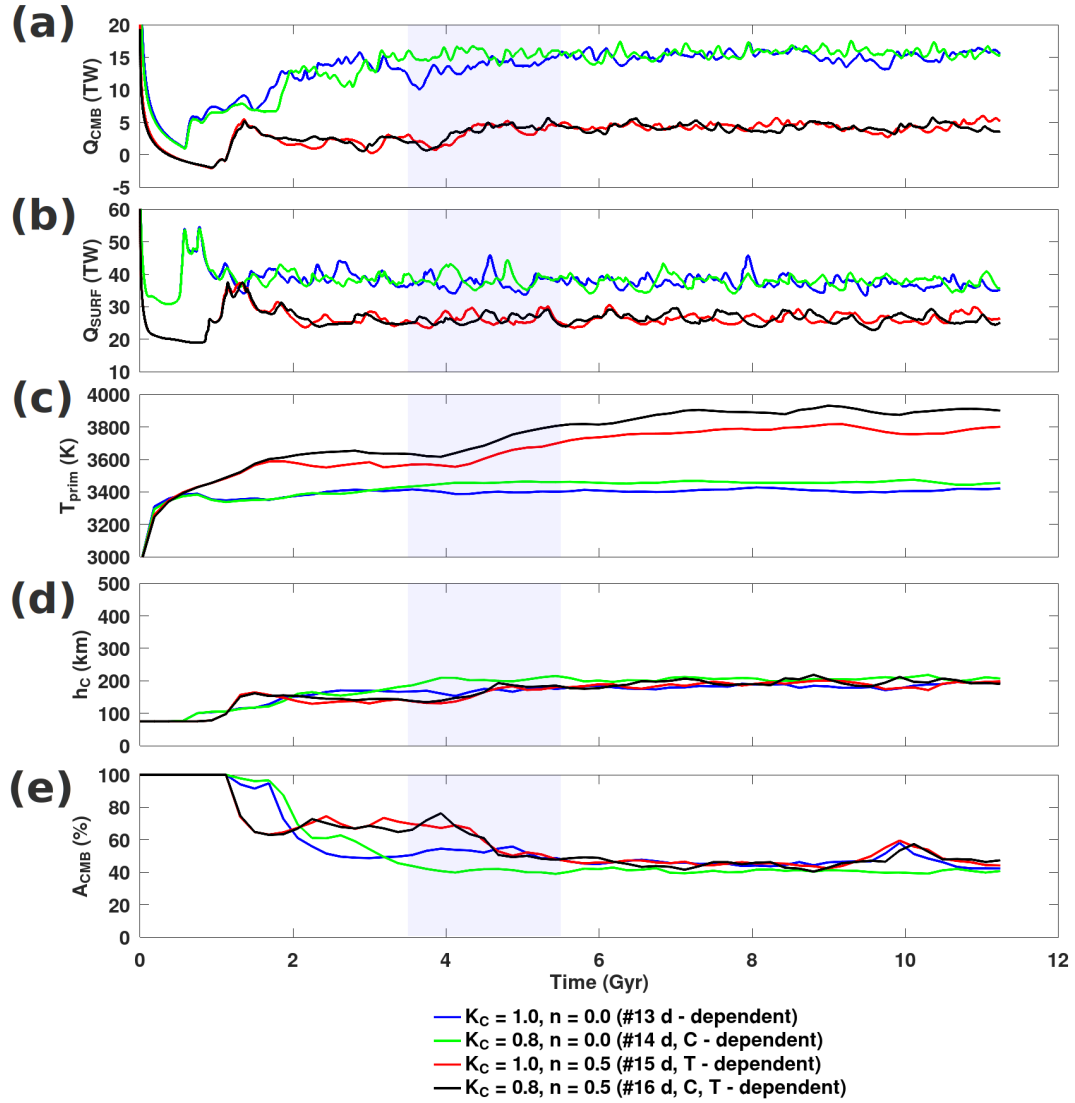 (a)
20
15
10
5
0
-5
Q_CMB (TW)
(b)
60
50
40
30
20
10
Q_SURF (TW)
(c)
4000
3800
3600
3400
3200
3000
T_prim (K)
(d)
500
400
300
200
100
0
h_C (km)
(e)
100
80
60
40
20
0
A_CMB (%)
0 2 4 6 8 10 12
Time (Gyr)
K_C = 1.0, n = 0.0 (#13 d - dependent)
K_C = 0.8, n = 0.0 (#14 d, C - dependent)
K_C = 1.0, n = 0.5 (#15 d, T - dependent)
K_C = 0.8, n = 0.5 (#16 d, C, T - dependent)